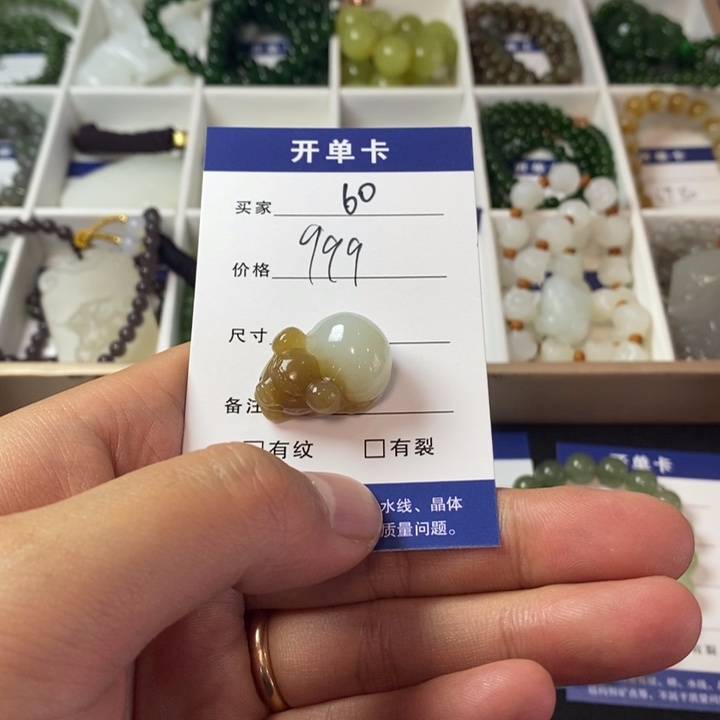 开单卡
买家 60
价格 999
尺寸
备注
有纹 有裂
水线、晶体
质量问题。
开单卡